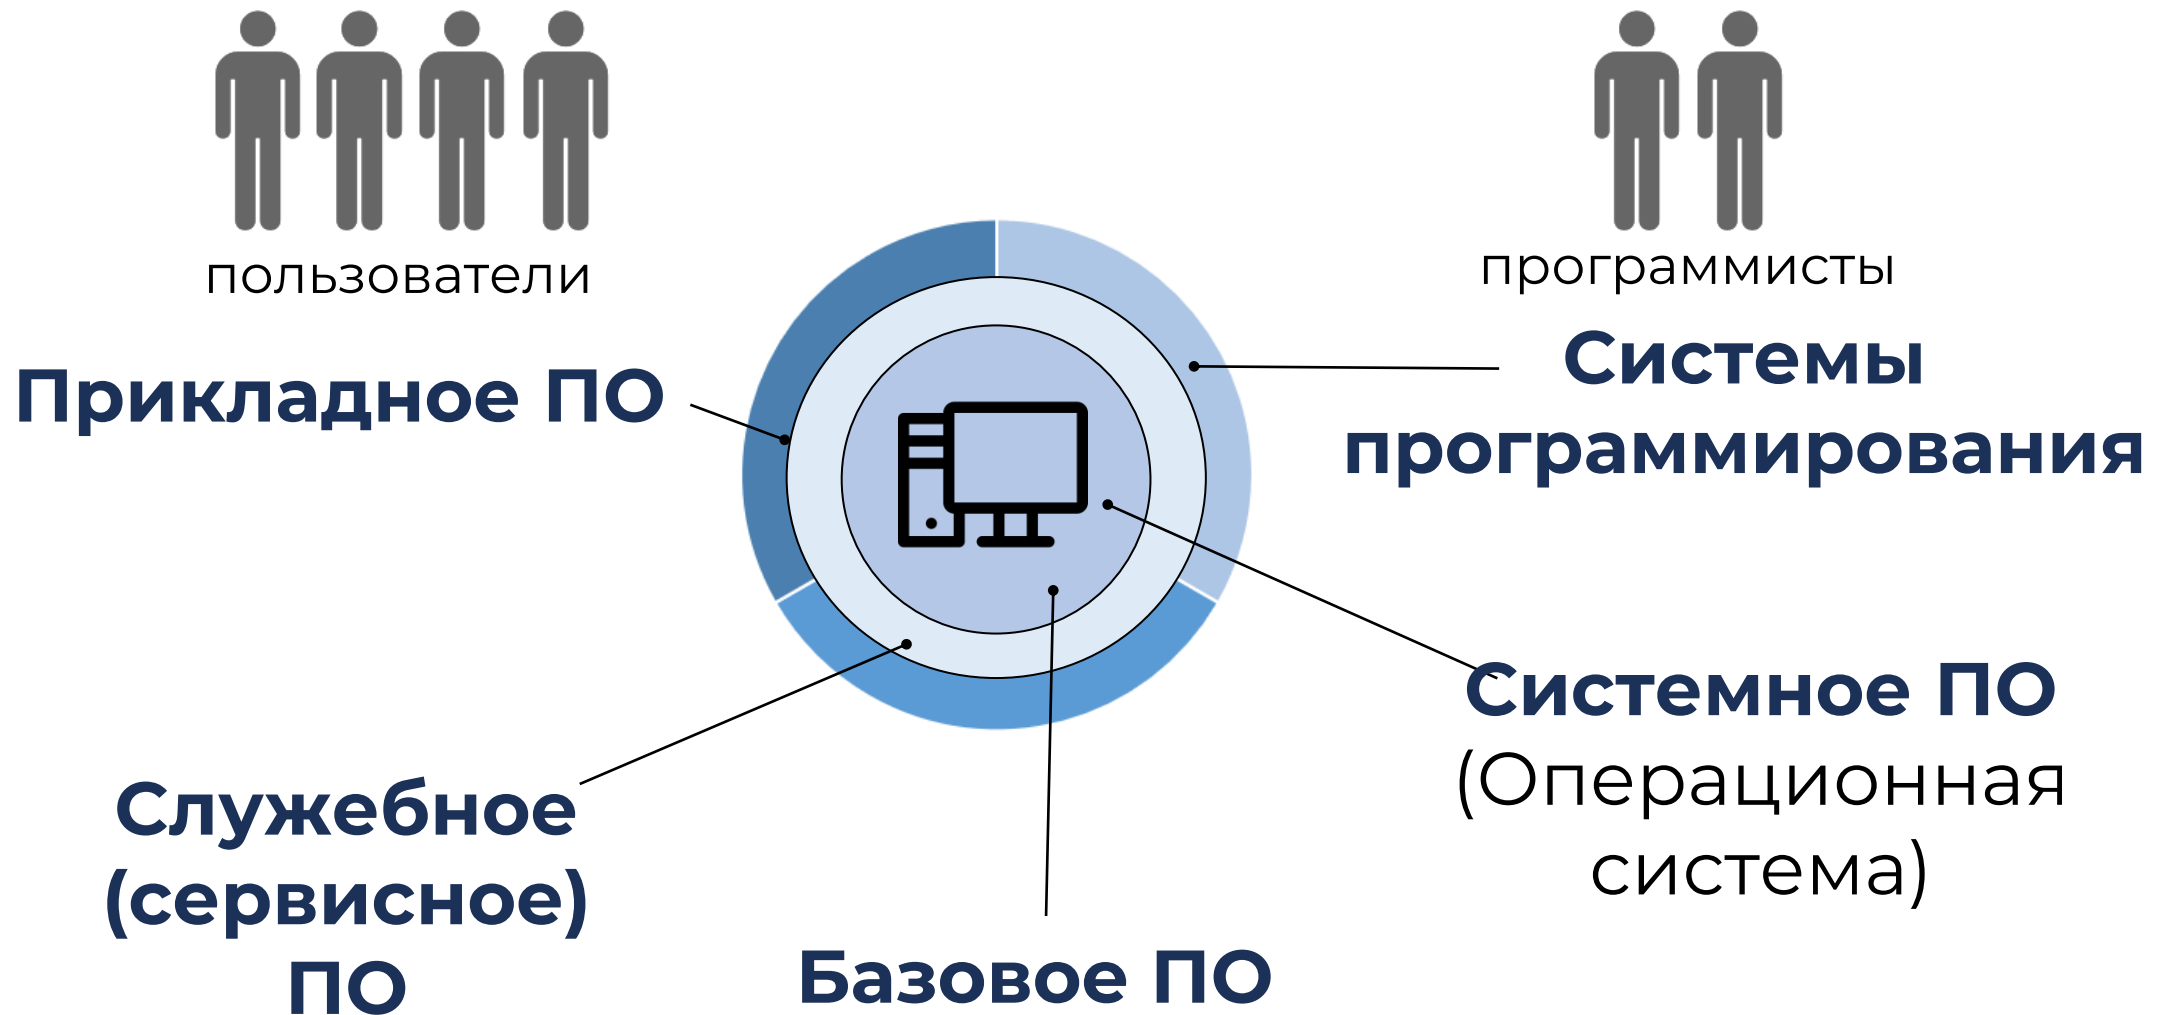 пользователи
Прикладное ПО
программисты
Системы
программирования
Системное ПО
(Операционная
система)
Служебное
(сервисное)
ПО
Базовое ПО